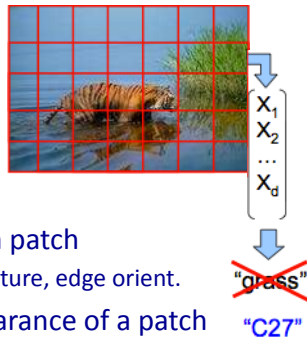 X1
X2
...
Xd
patch
ture, edge orient.
"grass"
arance of a patch
"C27"